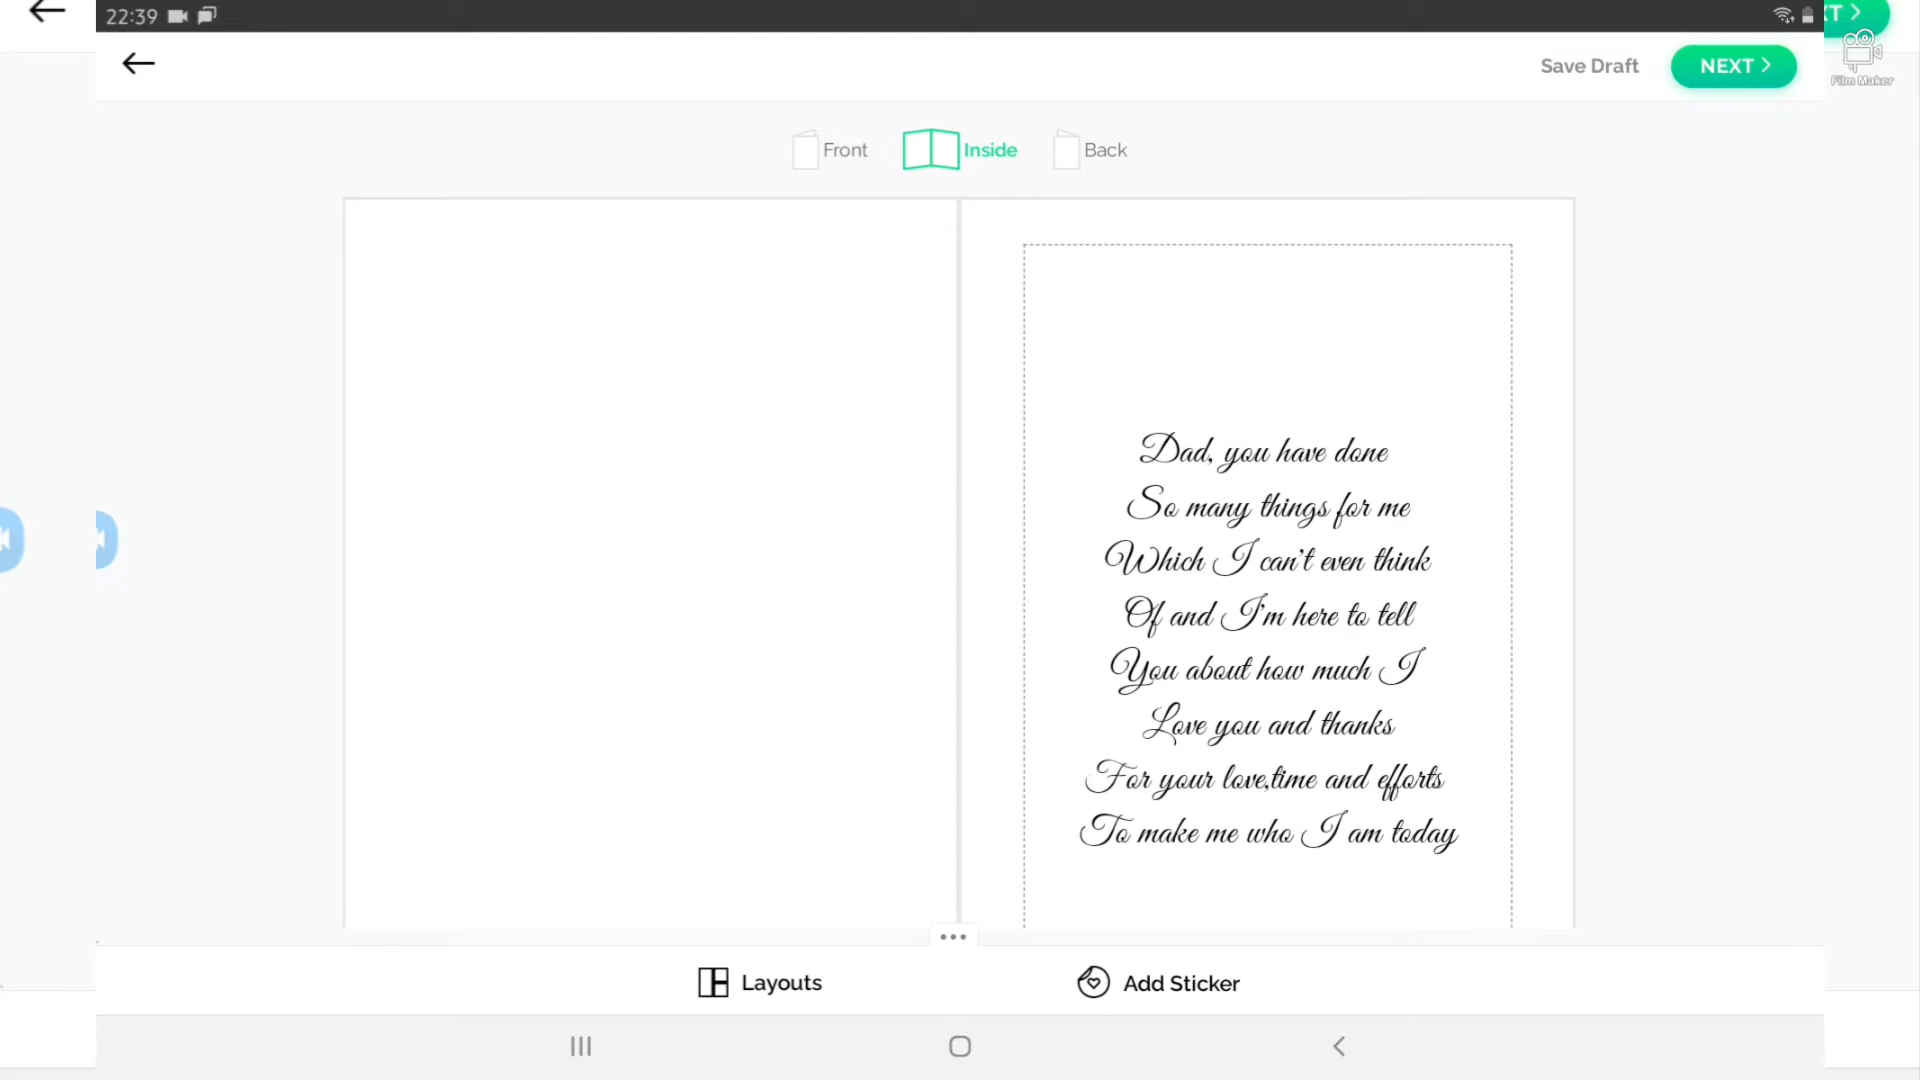 22:39
XT >
Film Maker
Save Draft
NEXT >
Front
Inside
Back
Dad, you have done
So many things for me
Which I can't even think
Of and I'm here to tell
You about how much I
Love you and thanks
For your love,time and efforts
To make me who I am today
Layouts
Add Sticker